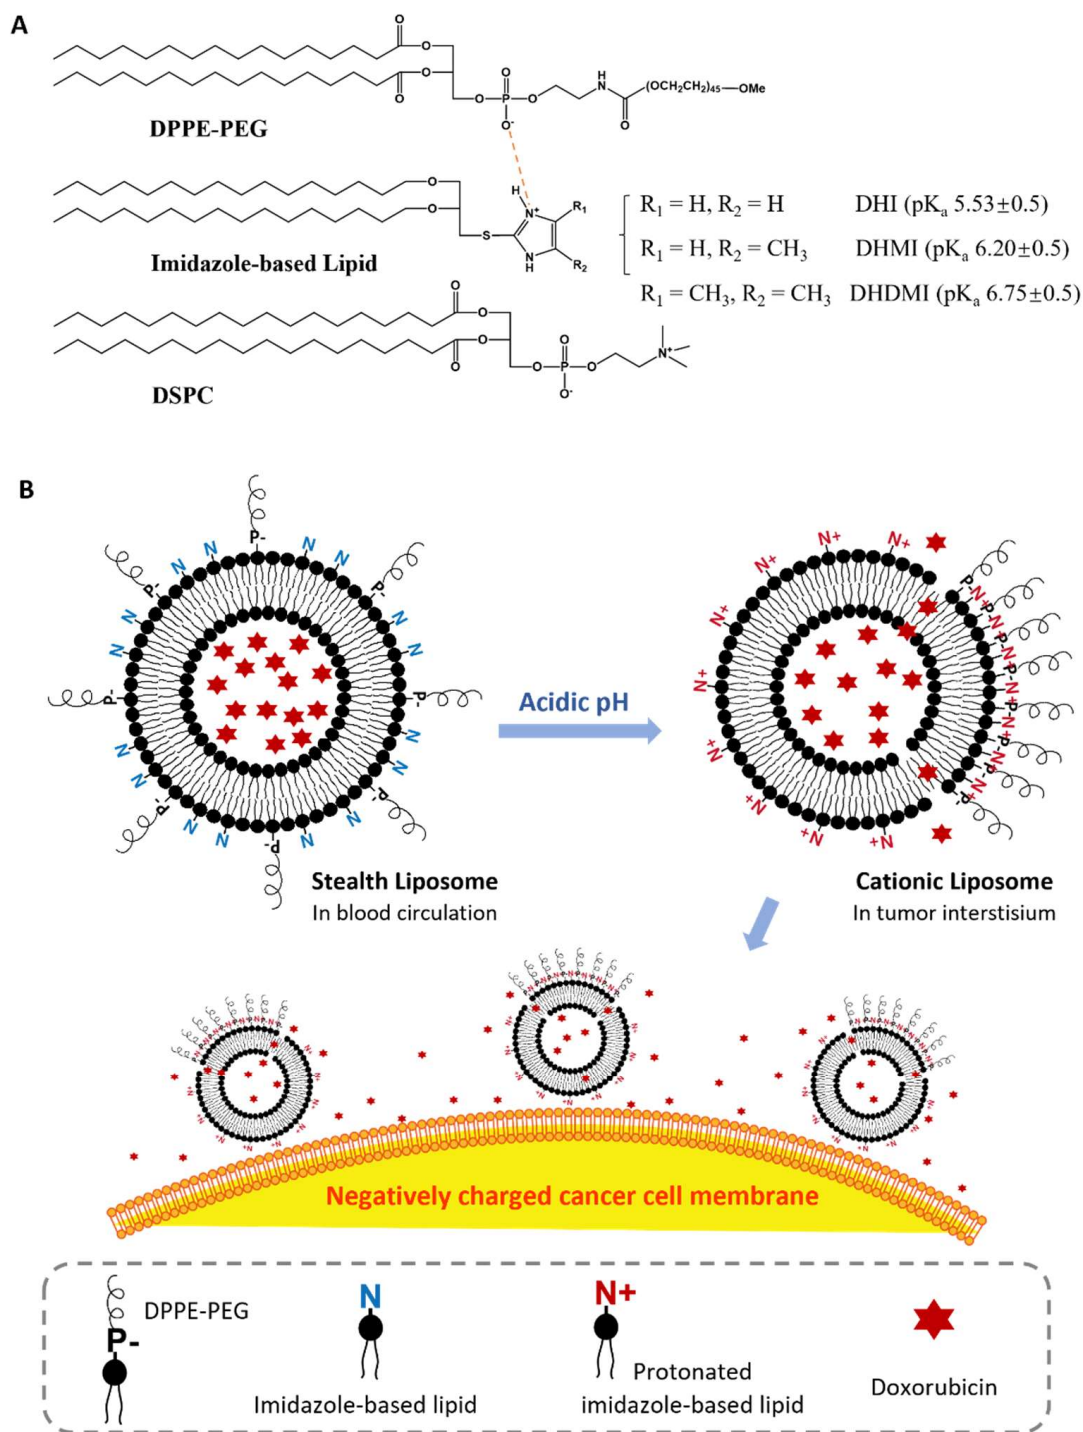 A
O
O
O
O
O
O
P
O
O-
H
N
O
(OCH2CH2)45—OMe
DPPE-PEG
O
O
S
H
N+
NH
R1
R2
Imidazole-based Lipid
R1 = H, R2 = H DHI (pKa 5.53±0.5)
R1 = H, R2 = CH3 DHMI (pKa 6.20±0.5)
R1 = CH3, R2 = CH3 DHDMI (pKa 6.75±0.5)
O
O
O
O
O
O
P
O
O-
N+
DSPC
B
Acidic pH
Stealth Liposome
In blood circulation
Cationic Liposome
In tumor interstisium
Negatively charged cancer cell membrane
P-
DPPE-PEG
N
Imidazole-based lipid
N+
Protonated
imidazole-based lipid
Doxorubicin